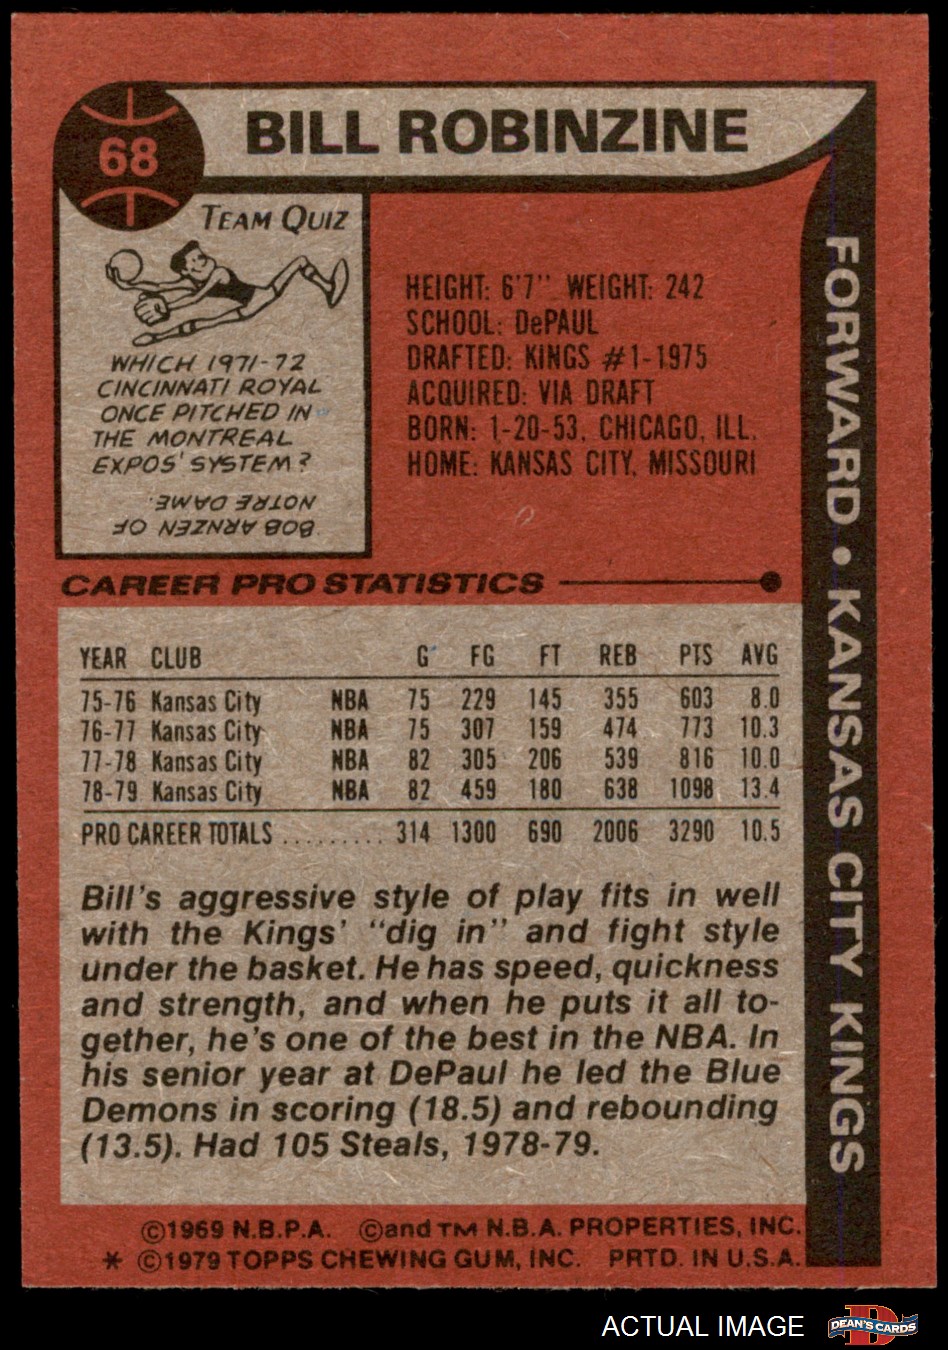 68
BILL ROBINZINE
TEAM QUIZ
WHICH 1971-72
CINCINNATI ROYAL
ONCE PITCHED IN
THE MONTREAL
EXPOS' SYSTEM?
BOB ARNZEN OF
NOTRE DAME.
HEIGHT: 6'7" WEIGHT: 242
SCHOOL: DePAUL
DRAFTED: KINGS #1-1975
ACQUIRED: VIA DRAFT
BORN: 1-20-53, CHICAGO, ILL.
HOME: KANSAS CITY, MISSOURI
FORWARD • KANSAS CITY KINGS
CAREER PRO STATISTICS
YEAR CLUB G FG FT REB PTS AVG
75-76 Kansas City NBA 75 229 145 355 603 8.0
76-77 Kansas City NBA 75 307 159 474 773 10.3
77-78 Kansas City NBA 82 305 206 539 816 10.0
78-79 Kansas City NBA 82 459 180 638 1098 13.4
PRO CAREER TOTALS ......... 314 1300 690 2006 3290 10.5
Bill's aggressive style of play fits in well
with the Kings' "dig in" and fight style
under the basket. He has speed, quickness
and strength, and when he puts it all to-
gether, he's one of the best in the NBA. In
his senior year at DePaul he led the Blue
Demons in scoring (18.5) and rebounding
(13.5). Had 105 Steals, 1978-79.
©1969 N.B.P.A. ©and TM N.B.A. PROPERTIES, INC.
* ©1979 TOPPS CHEWING GUM, INC. PRTD. IN U.S.A.
ACTUAL IMAGE
D
DEAN'S CARDS